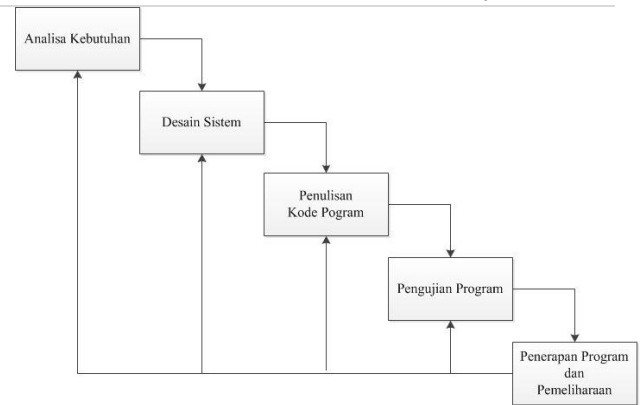 Analisa Kebutuhan
Desain Sistem
Penulisan
Kode Pogram
Pengujian Program
Penerapan Program
dan
Pemeliharaan